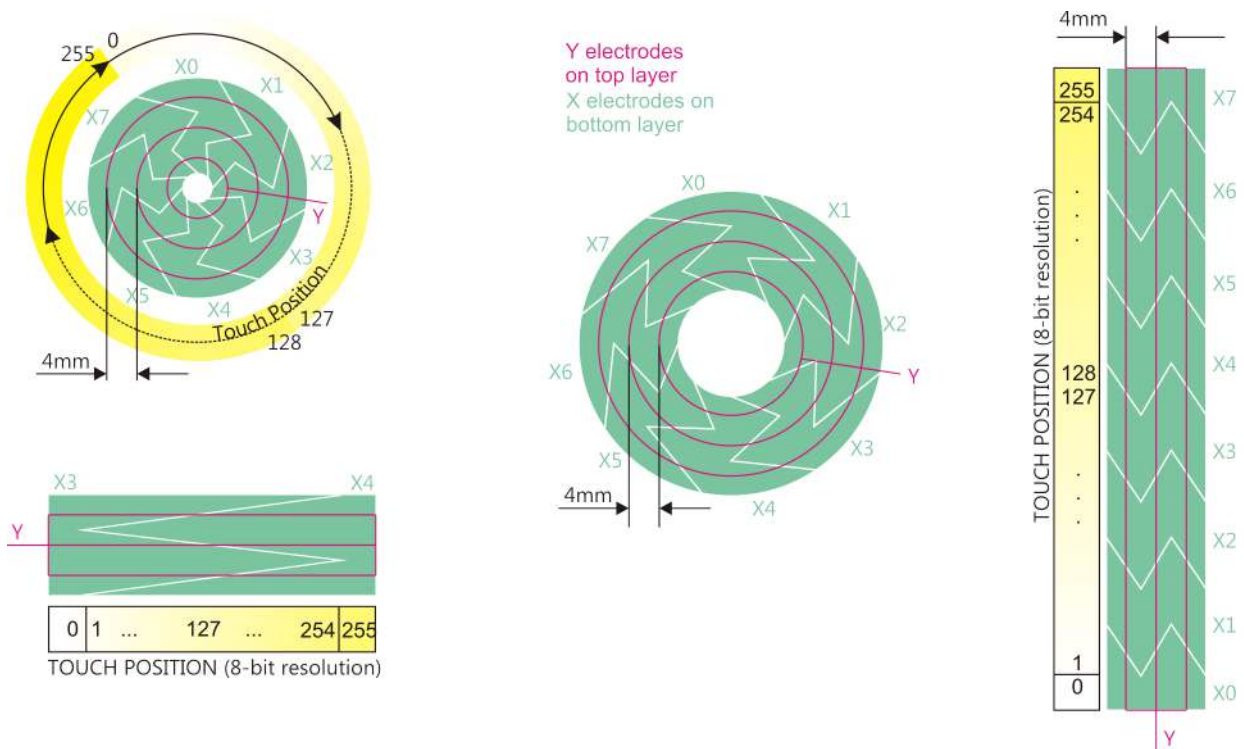 0
255
X0
X1
X2
X3
X4
X5
X6
X7
Y
Touch Position
127
128
4mm
Y electrodes
on top layer
X electrodes on
bottom layer
X0
X1
X2
X3
X4
X5
X6
X7
Y
4mm
X3
X4
Y
0 1 ... 127 ... 254 255
TOUCH POSITION (8-bit resolution)
4mm
255
254
. . .
128
127
. . .
1
0
TOUCH POSITION (8-bit resolution)
X7
X6
X5
X4
X3
X2
X1
X0
Y